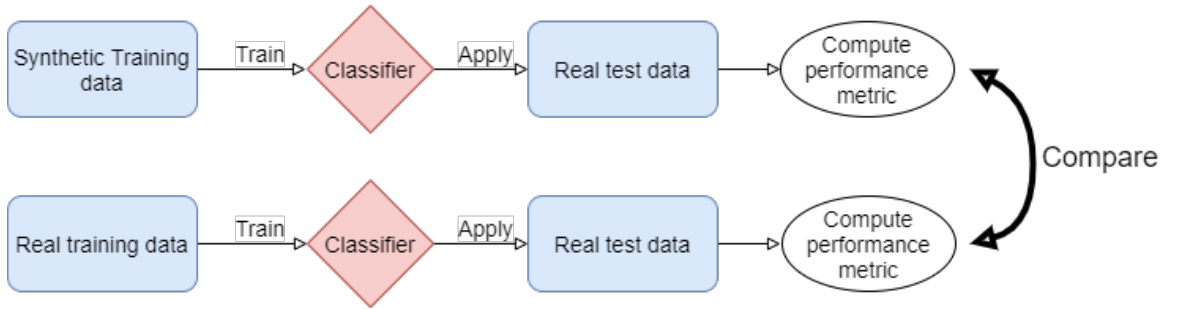 Synthetic Training
data
Train
Classifier
Apply
Real test data
Compute
performance
metric
Compare
Real training data
Train
Classifier
Apply
Real test data
Compute
performance
metric